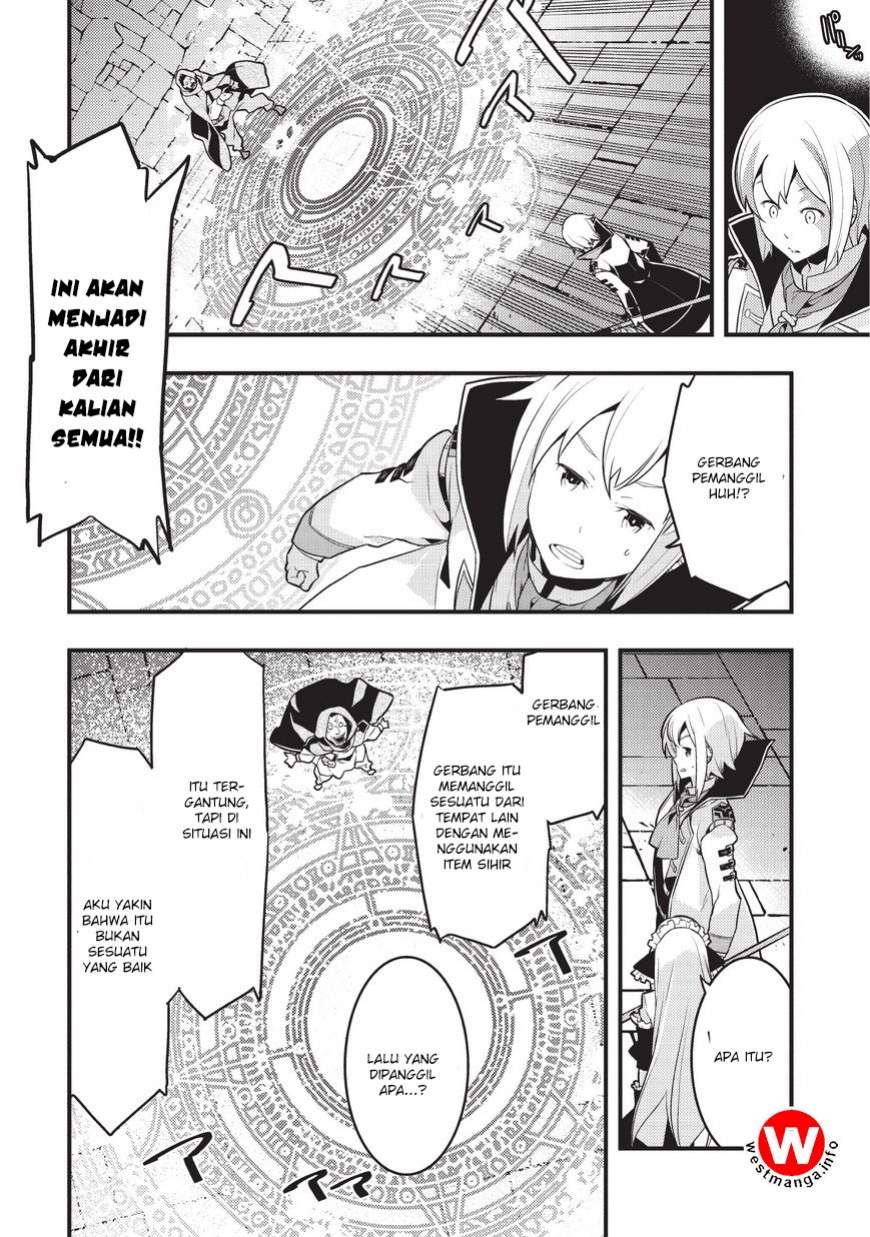 パリ
INI AKAN
MENJADI
AKHIR
DARI
KALIAN
SEMUA!!
GERBANG
PEMANGGIL
HUH!?
APA ITU?
GERBANG
PEMANGGIL
GERBANG ITU
MEMANGGIL
SESUATU DARI
TEMPAT LAIN
DENGAN ME-
NGGUNAKAN
ITEM SIHIR
LALU YANG
DIPANGGIL
APA...?
ITU TER-
GANTUNG,
TAPI DI
SITUASI INI
AKU YAKIN
BAHWA ITU
BUKAN
SESUATU
YANG BAIK
W
westmanga.info